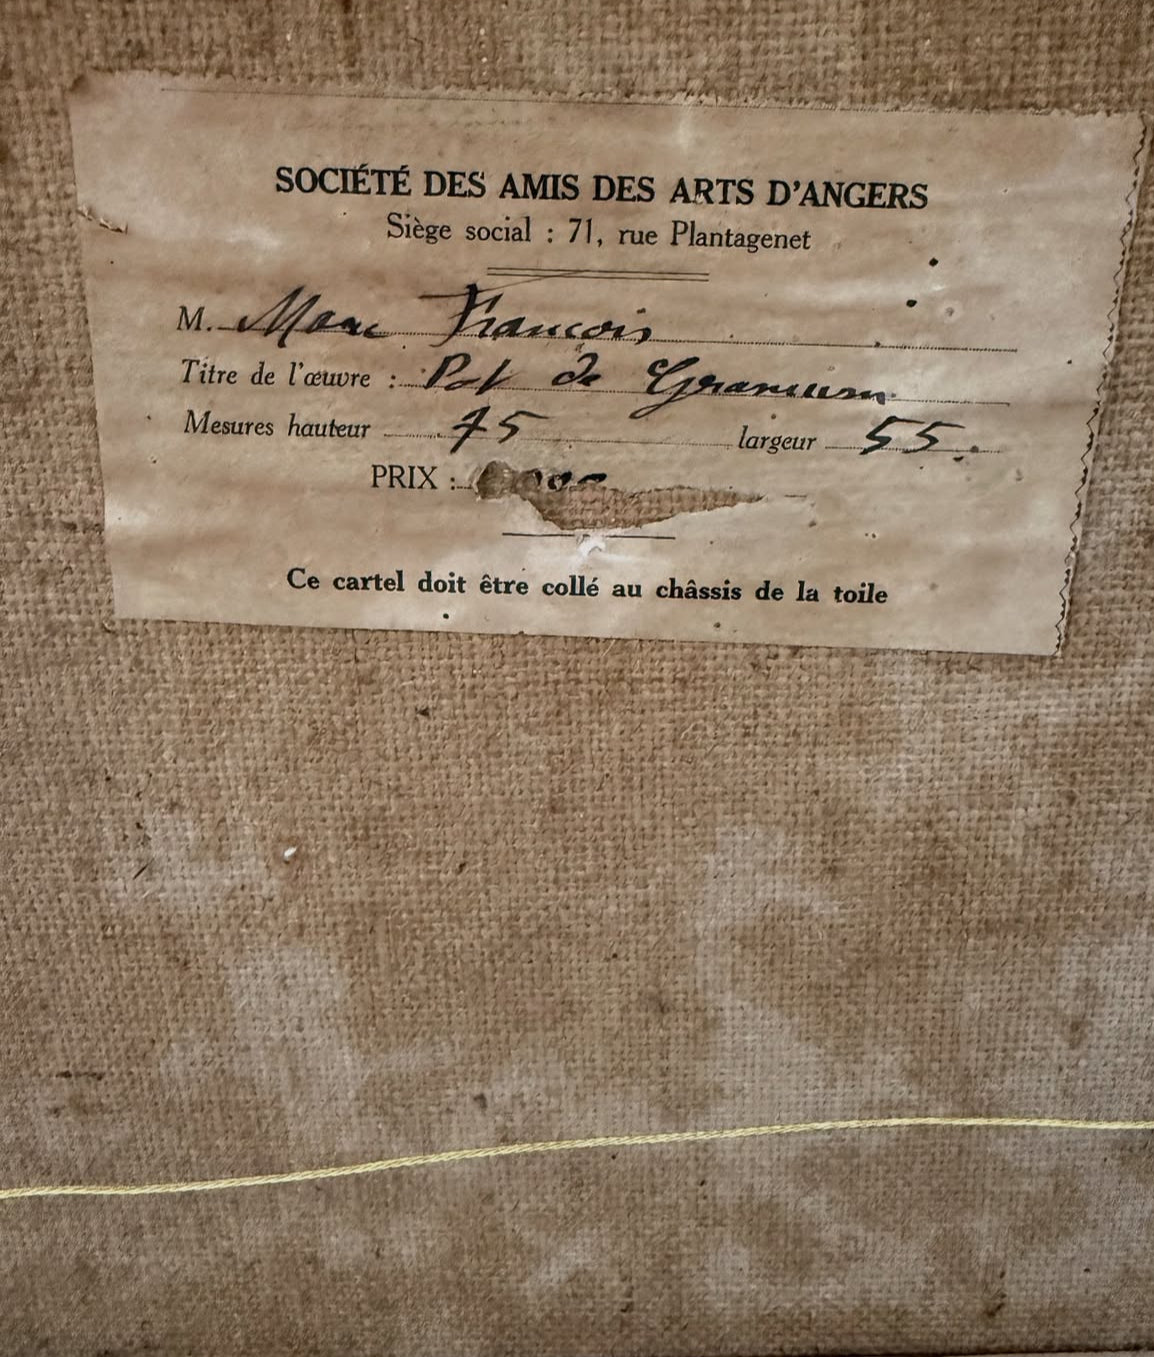 SOCIÉTÉ DES AMIS DES ARTS D'ANGERS
Siège social : 71, rue Plantagenet
M. Marc Francois
Titre de l'œuvre : Pot de Geranium
Mesures hauteur 75 largeur 55.
PRIX :
Ce cartel doit être collé au châssis de la toile